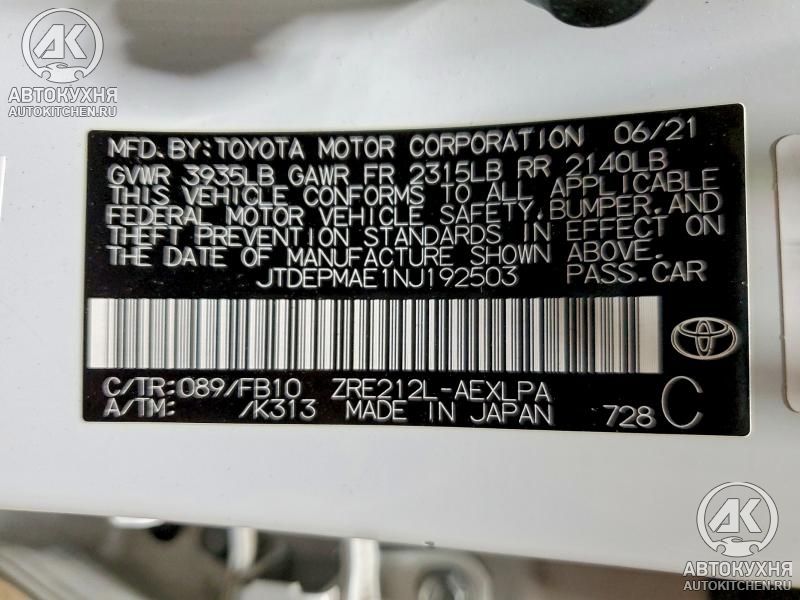 АК
АВТОКУХНЯ
AUTOKITCHEN.RU
MFD.BY:TOYOTA MOTOR CORPORATION 06/21
GVWR 3935LB GAWR FR 2315LB RR 2140LB
THIS VEHICLE CONFORMS TO ALL APPLICABLE
FEDERAL MOTOR VEHICLE SAFETY,BUMPER,AND
THEFT PREVENTION STANDARDS IN EFFECT ON
THE DATE OF MANUFACTURE SHOWN ABOVE.
JTDEPMAE1NJ192503 PASS.CAR
C/TR:089/FB10 ZRE212L-AEXLPA
A/TM: /K313 MADE IN JAPAN 728 C
АК
АВТОКУХНЯ
AUTOKITCHEN.RU